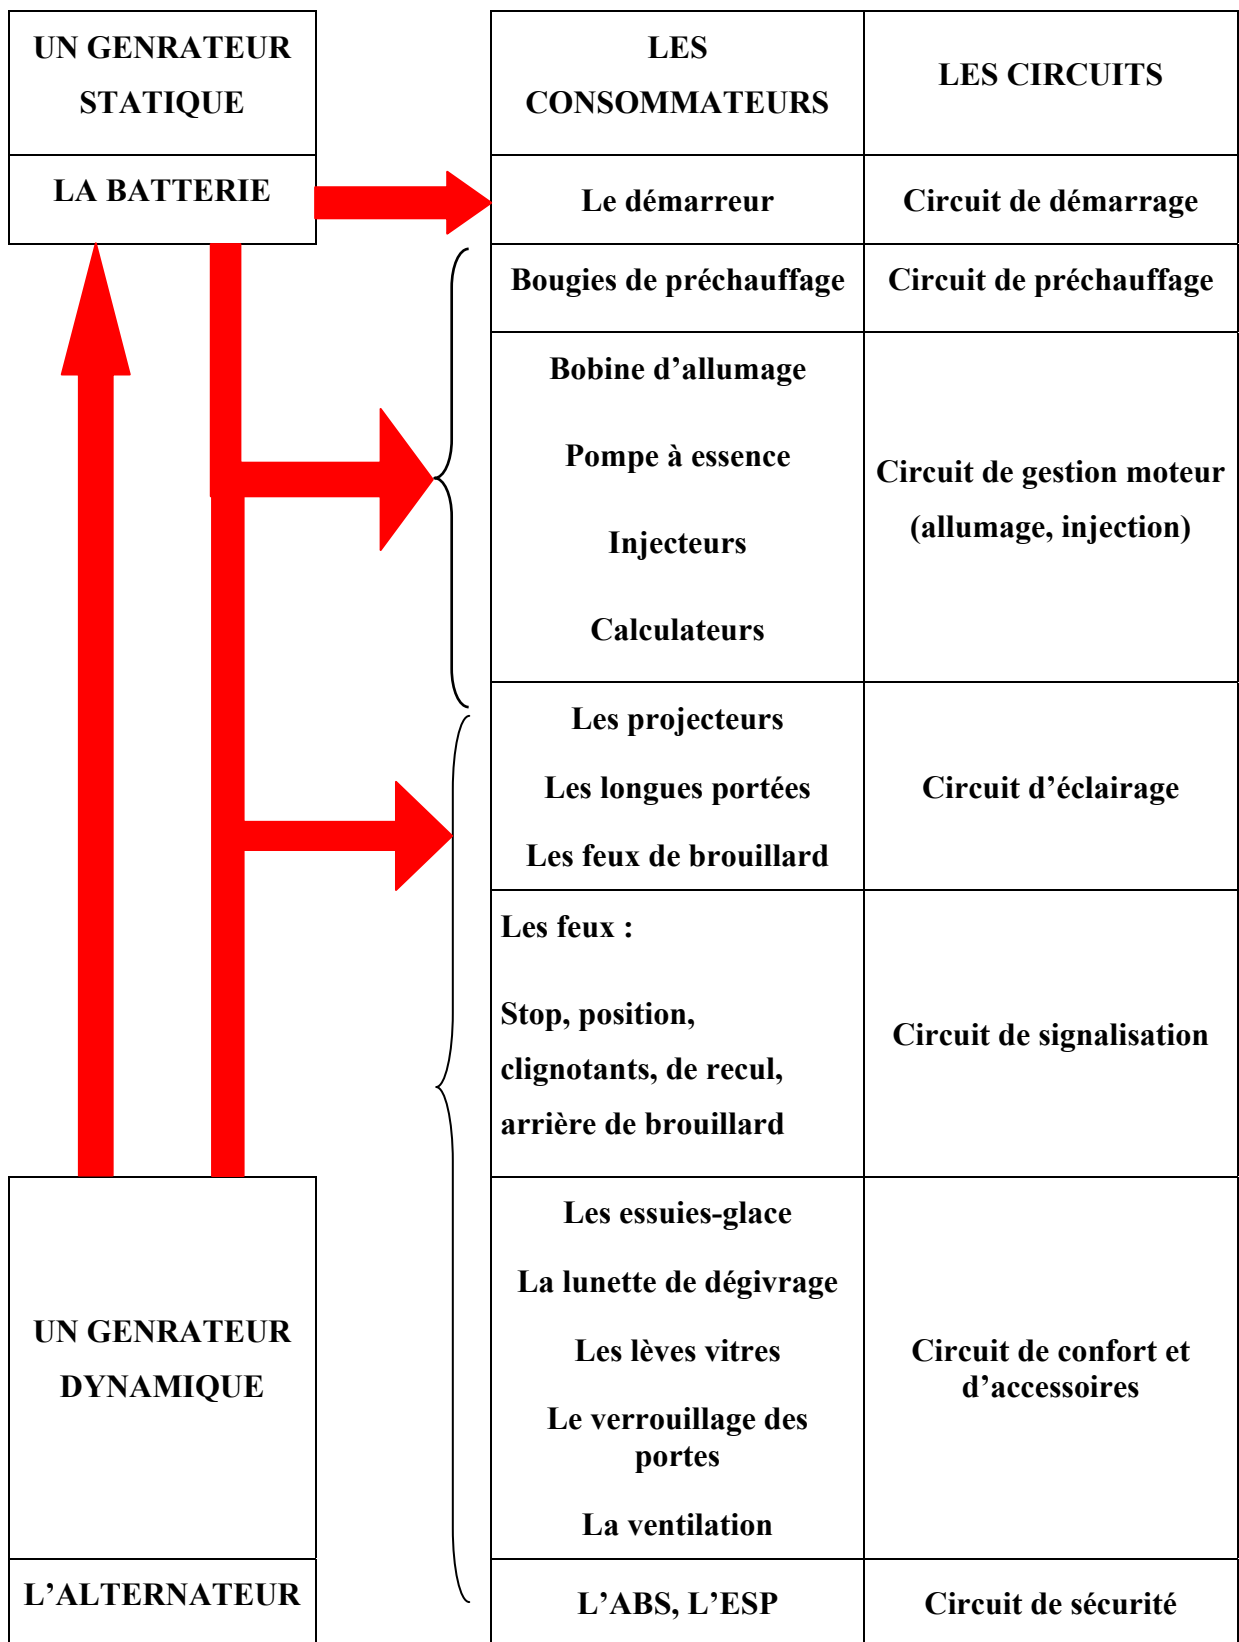 UN GENRATEUR
STATIQUE
LA BATTERIE
UN GENRATEUR
DYNAMIQUE
L’ALTERNATEUR
LES
CONSOMMATEURS
LES CIRCUITS
Le démarreur
Circuit de démarrage
Bougies de préchauffage
Circuit de préchauffage
Bobine d’allumage
Pompe à essence
Injecteurs
Calculateurs
Circuit de gestion moteur
(allumage, injection)
Les projecteurs
Les longues portées
Les feux de brouillard
Circuit d’éclairage
Les feux :
Stop, position,
clignotants, de recul,
arrière de brouillard
Circuit de signalisation
Les essuies-glace
La lunette de dégivrage
Les lèves vitres
Le verrouillage des
portes
La ventilation
Circuit de confort et
d’accessoires
L’ABS, L’ESP
Circuit de sécurité